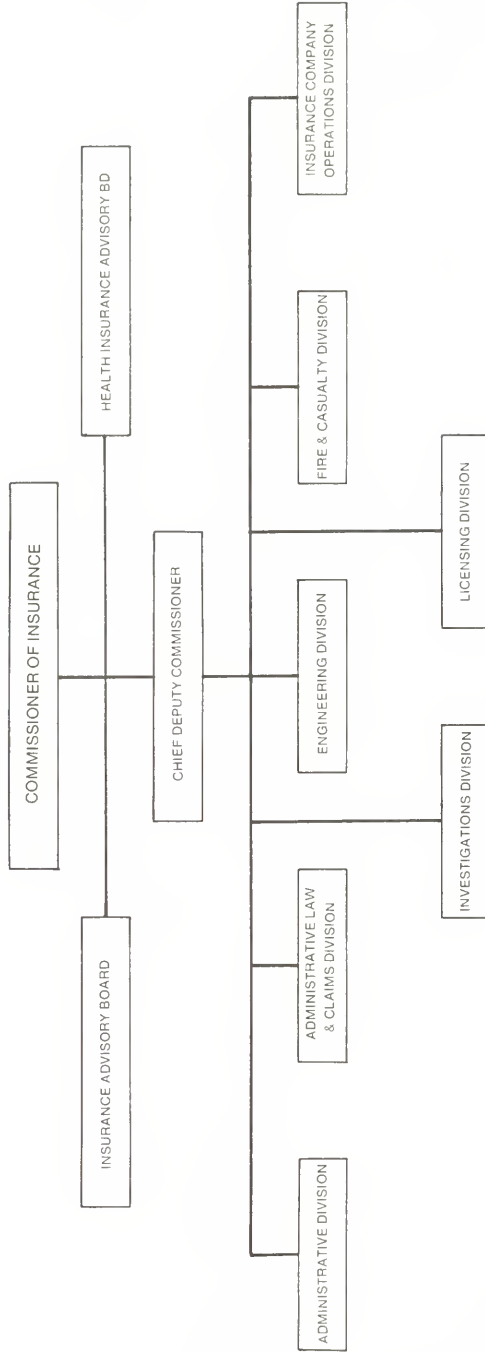 COMMISSIONER OF INSURANCE
INSURANCE ADVISORY BOARD
HEALTH INSURANCE ADVISORY BD
CHIEF DEPUTY COMMISSIONER
ADMINISTRATIVE DIVISION
ADMINISTRATIVE LAW
& CLAIMS DIVISION
ENGINEERING DIVISION
FIRE & CASUALTY DIVISION
INSURANCE COMPANY
OPERATIONS DIVISION
INVESTIGATIONS DIVISION
LICENSING DIVISION